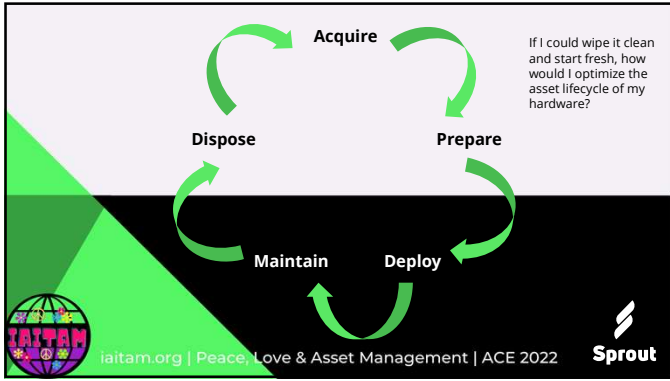 Acquire
If I could wipe it clean
and start fresh, how
would I optimize the
asset lifecycle of my
hardware?
Dispose
Prepare
Maintain
Deploy
IAITAM
iaitam.org | Peace, Love & Asset Management | ACE 2022
Sprout